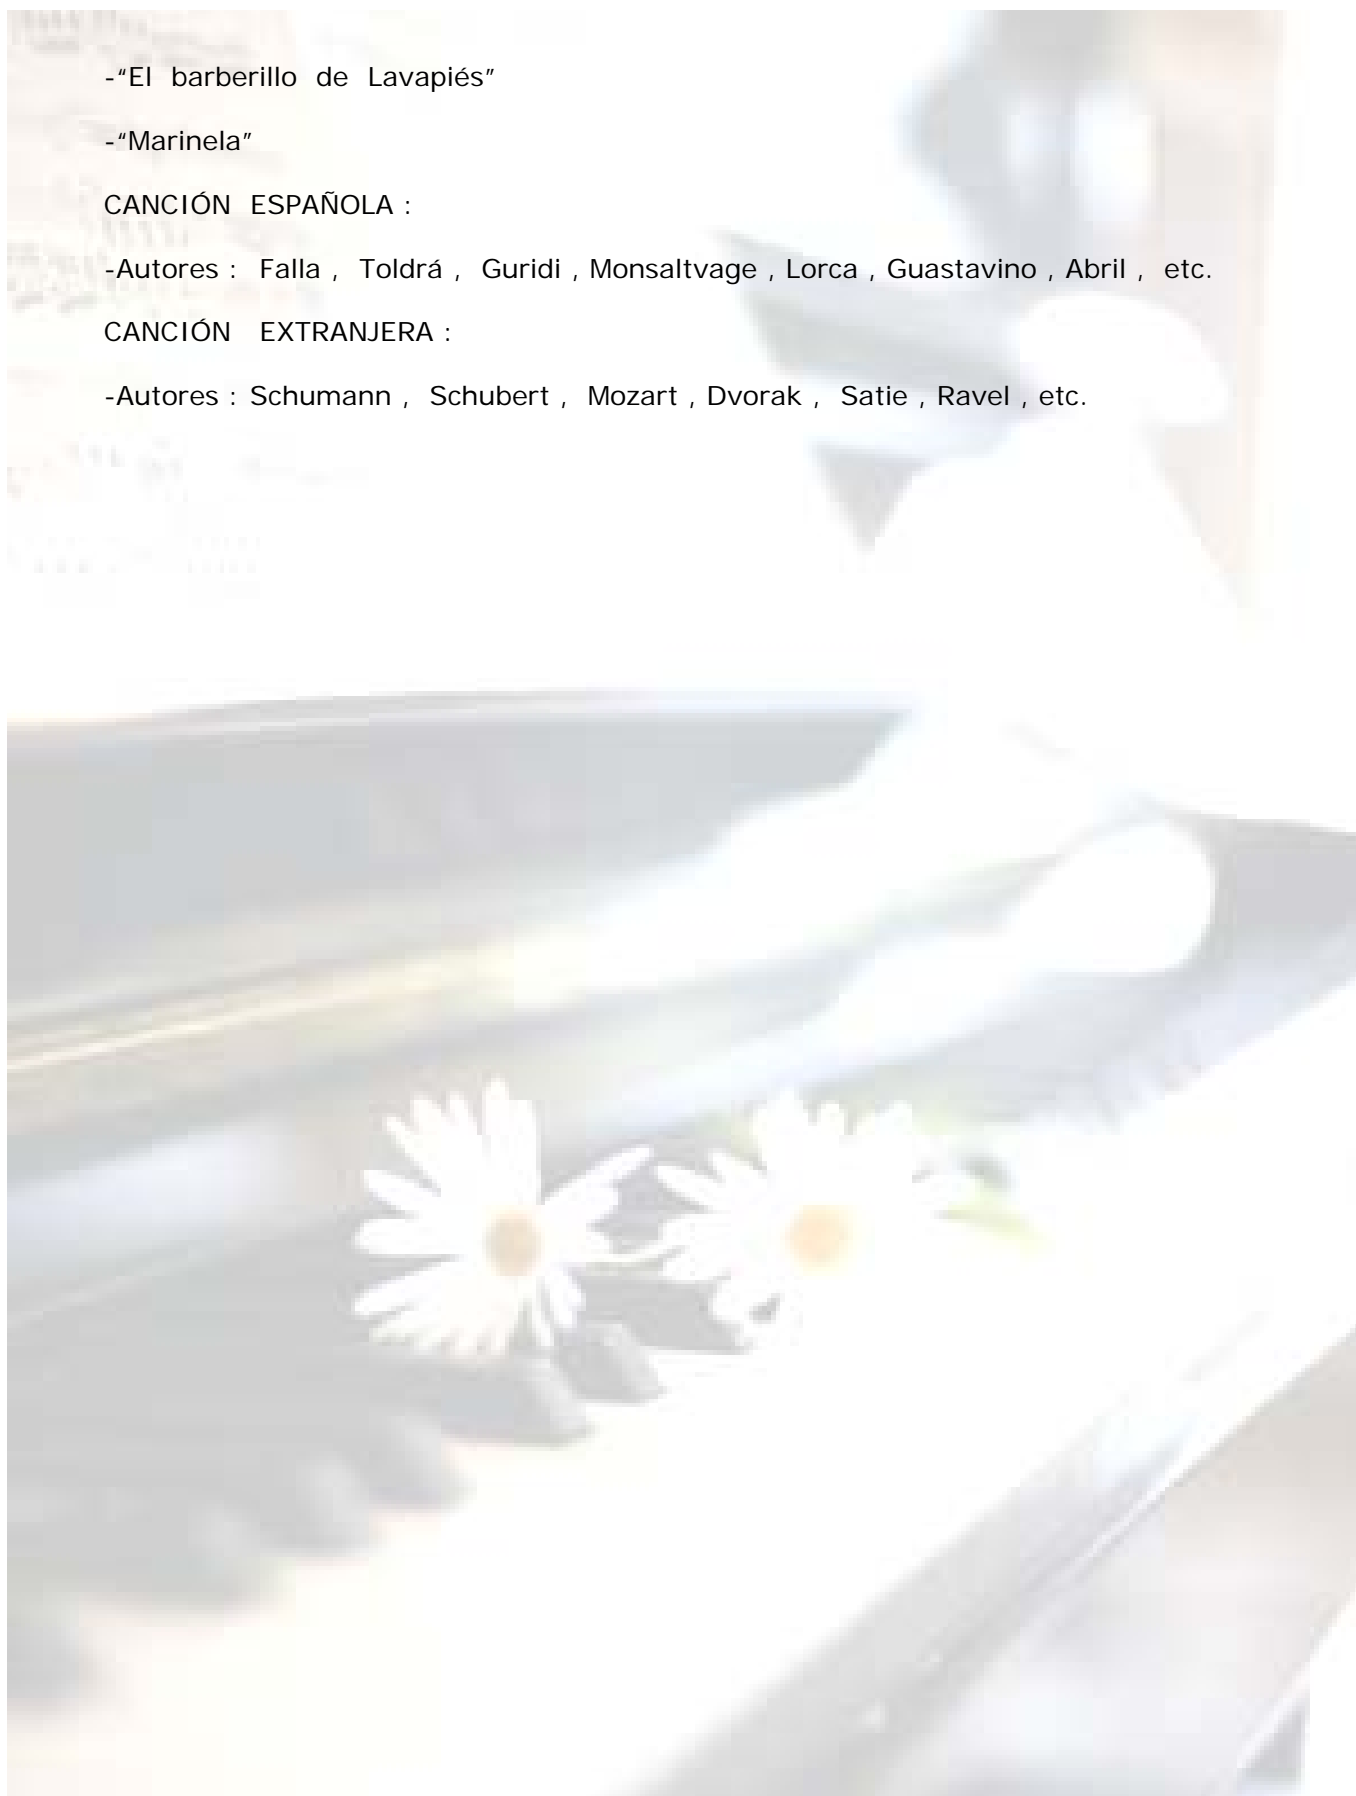 -“El barberillo de Lavapiés”
-“Marinela”
CANCIÓN ESPAÑOLA :
-Autores : Falla , Toldrá , Guridi , Monsaltvage , Lorca , Guastavino , Abril , etc.
CANCIÓN EXTRANJERA :
-Autores : Schumann , Schubert , Mozart , Dvorak , Satie , Ravel , etc.